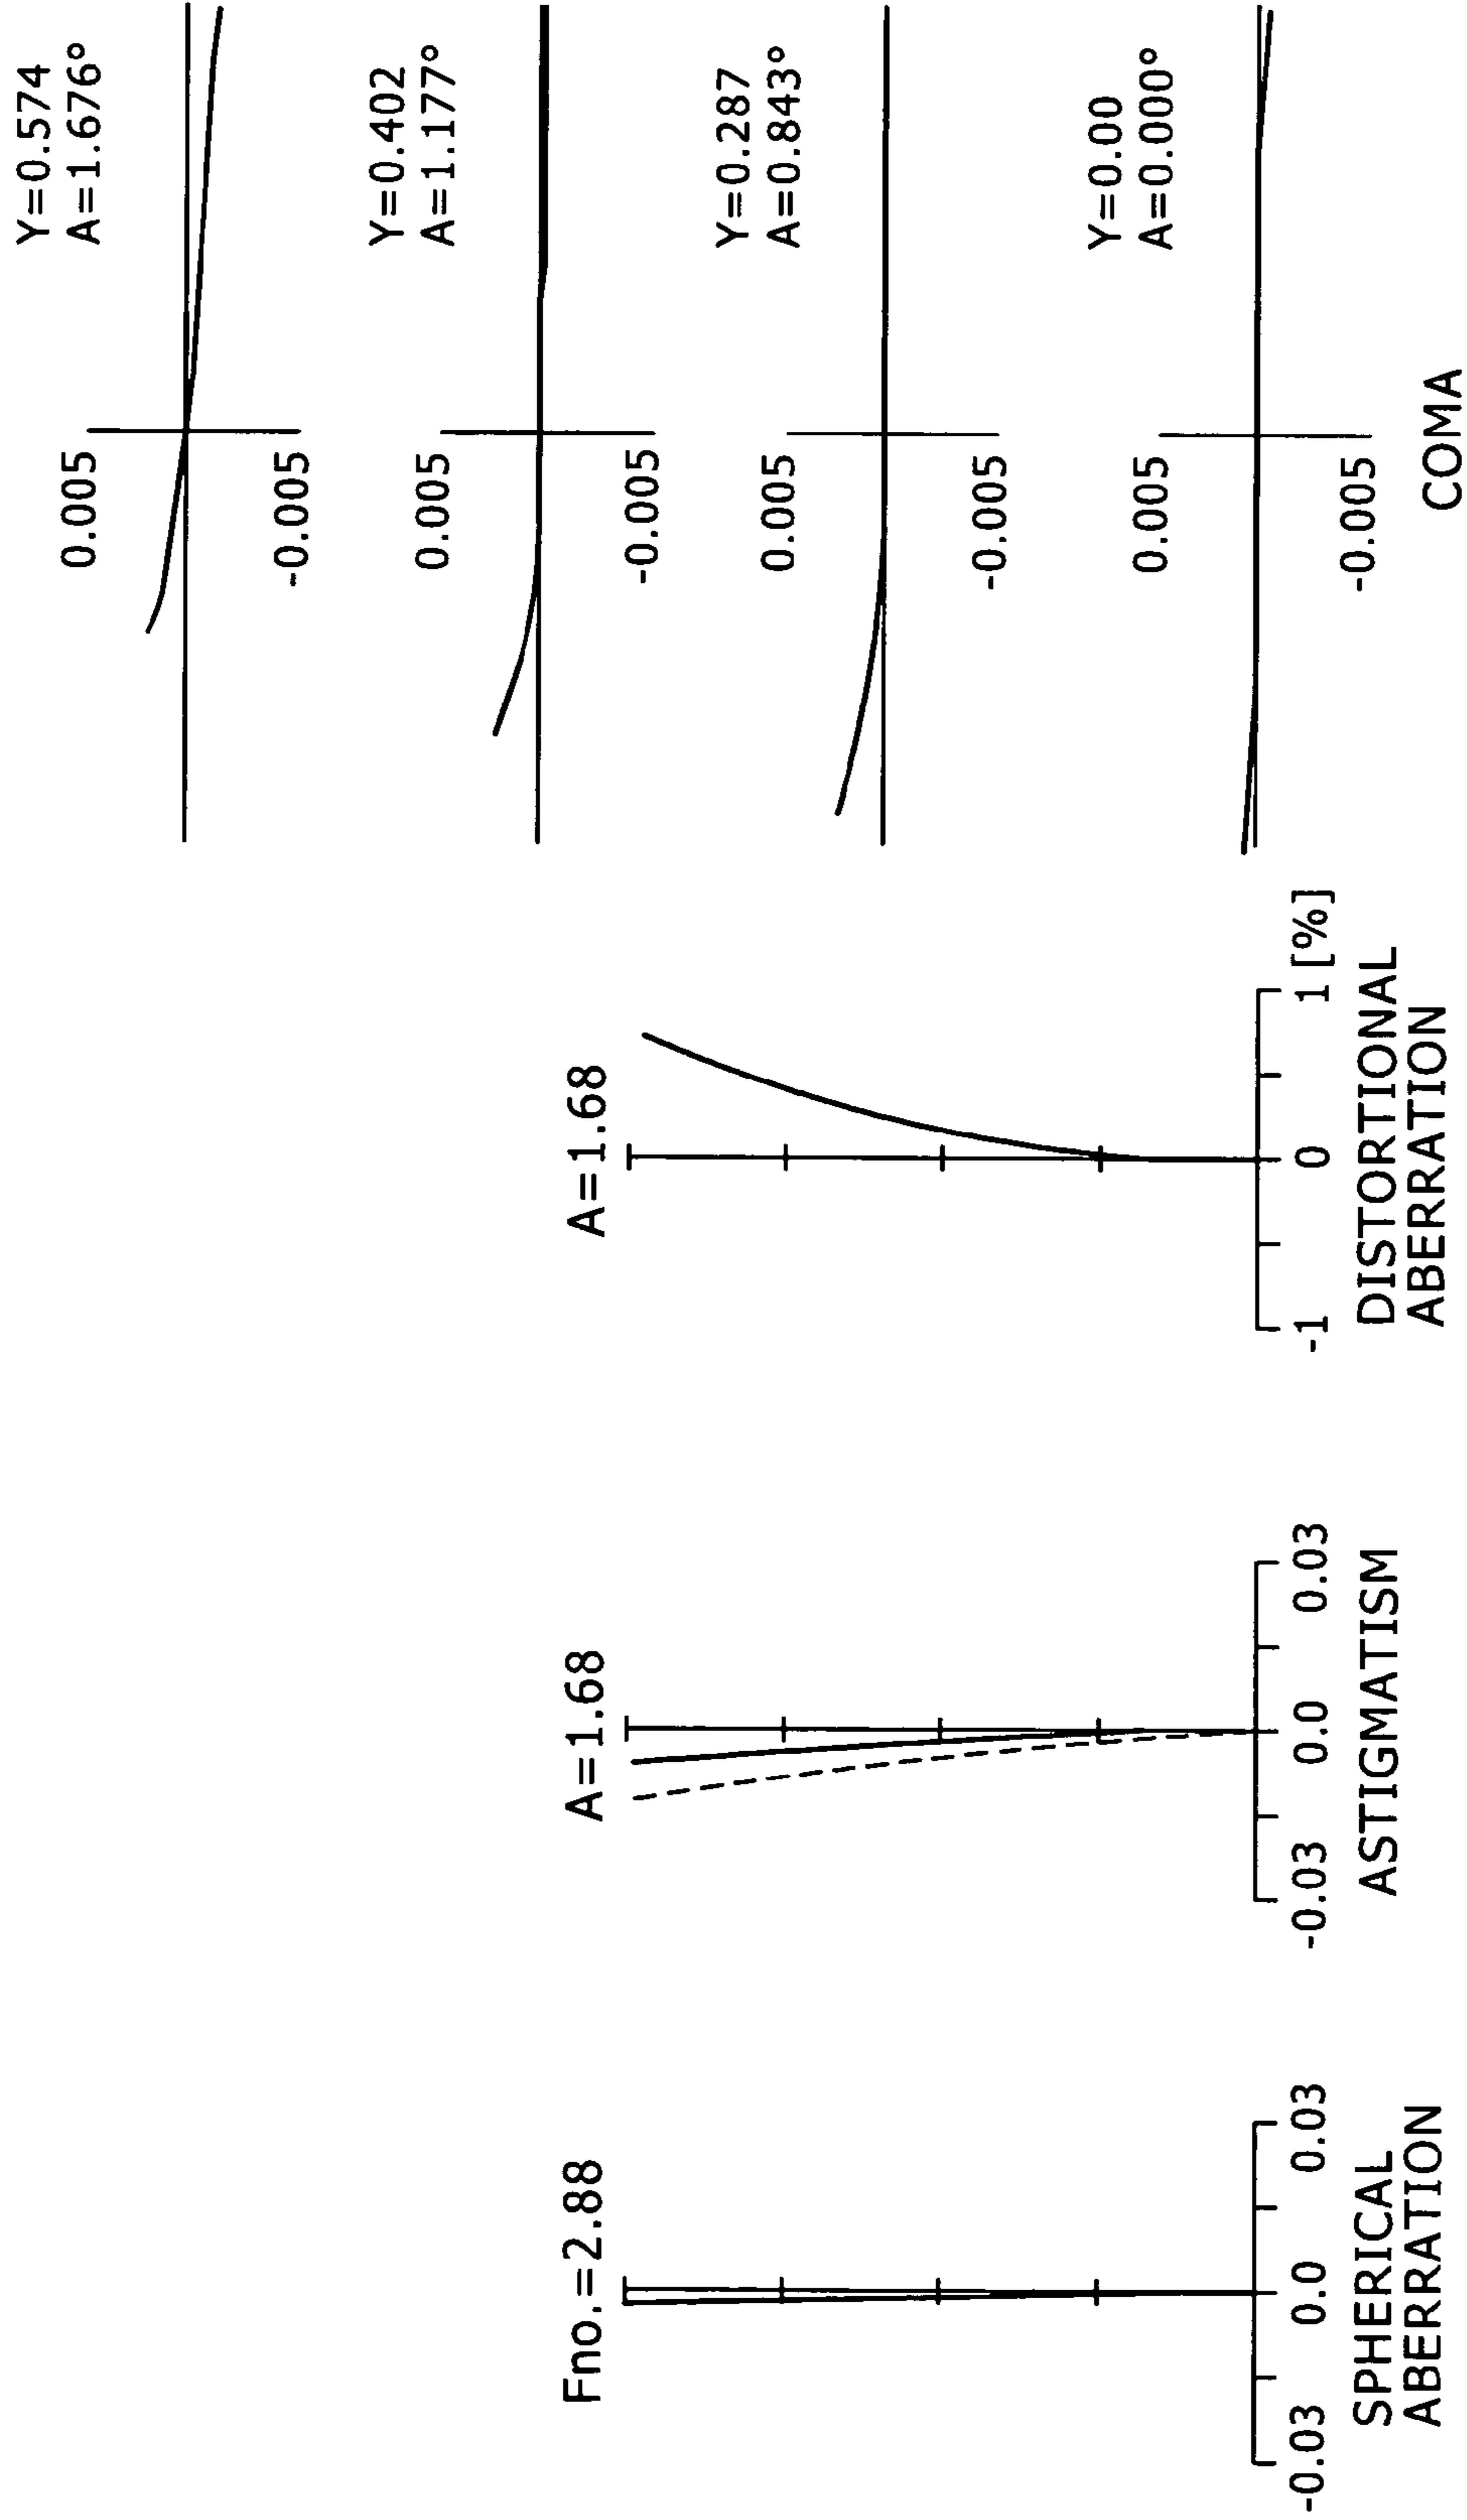 Fno.=2.88
-0.03
0.0
0.03
SPHERICAL
ABERRATION
A=1.68
-0.03
0.0
0.03
ASTIGMATISM
A=1.68
-1
0
1 [%]
DISTORTIONAL
ABERRATION
0.005
-0.005
Y=0.574
A=1.676°
0.005
-0.005
Y=0.402
A=1.177°
0.005
-0.005
Y=0.287
A=0.843°
0.005
-0.005
Y=0.00
A=0.000°
COMA